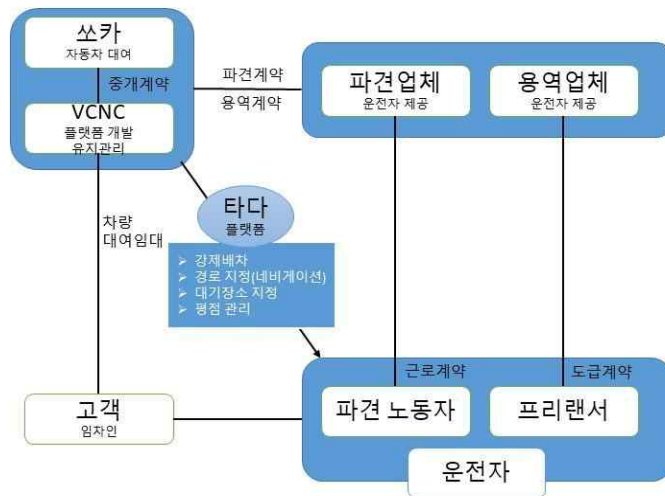 쏘카
자동차 대여
중개계약
VCNC
플랫폼 개발
유지관리
파견계약
용역계약
파견업체
운전자 제공
용역업체
운전자 제공
차량
대여임대
타다
플랫폼
➢ 강제배차
➢ 경로 지정(네비게이션)
➢ 대기장소 지정
➢ 평점 관리
근로계약
도급계약
고객
임차인
파견 노동자
프리랜서
운전자